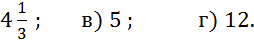 4 1/3 ; в) 5 ; г) 12.